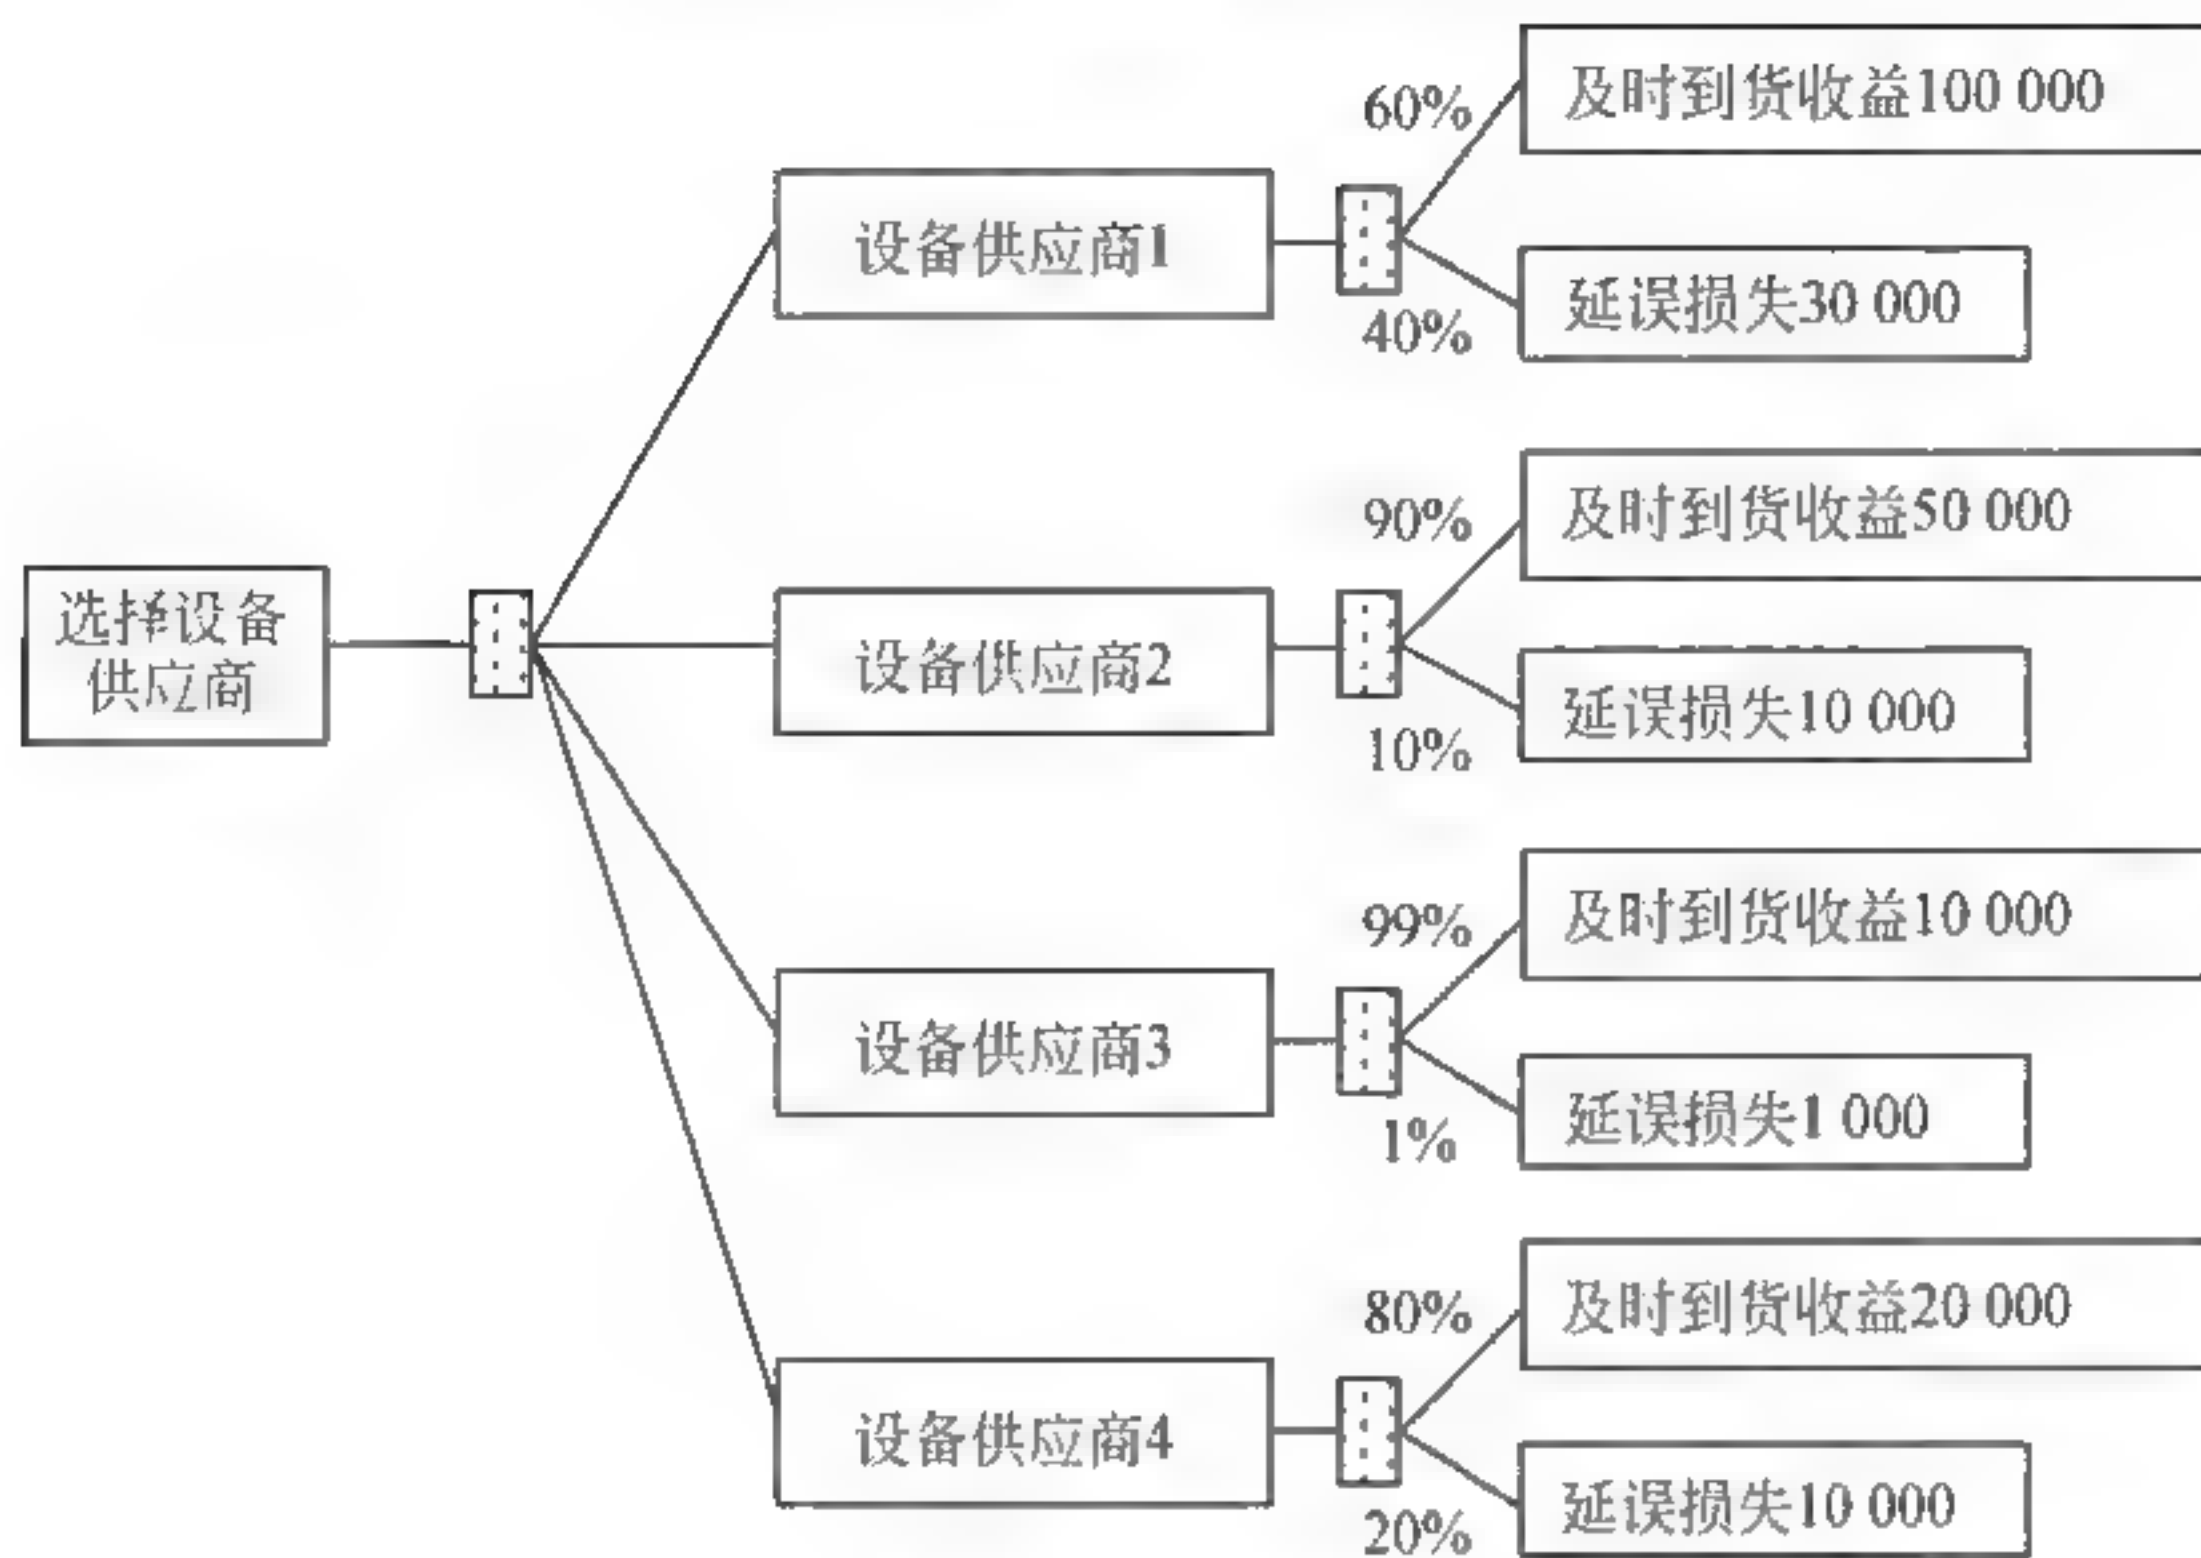 60%
及时到货收益100 000
设备供应商1
40%
延误损失30 000
90%
及时到货收益50 000
选择设备
供应商
设备供应商2
10%
延误损失10 000
99%
及时到货收益10 000
设备供应商3
1%
延误损失1 000
80%
及时到货收益20 000
设备供应商4
20%
延误损失10 000